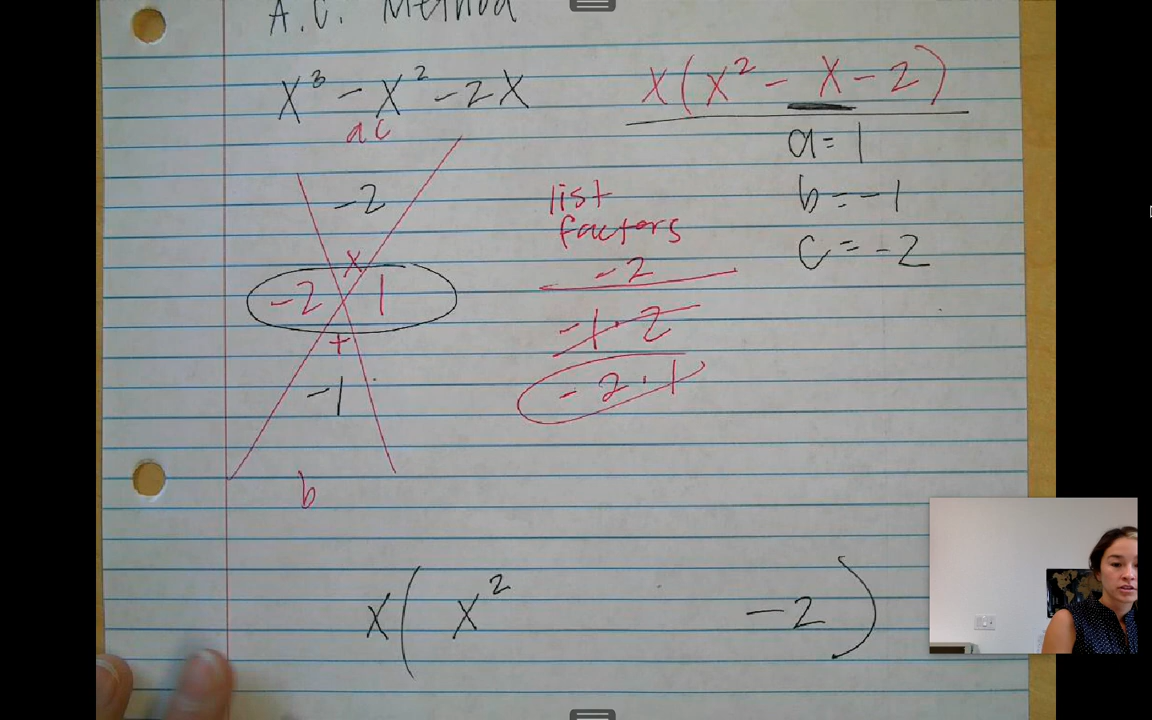 A.C. Method
x³ - x² - 2x
x(x² - x - 2)
ac
a = 1
-2
list
factors
b = -1
c = -2
x
-2
-2 1
-1 · 2
+
-2 · 1
-1
b
x(x² -2)